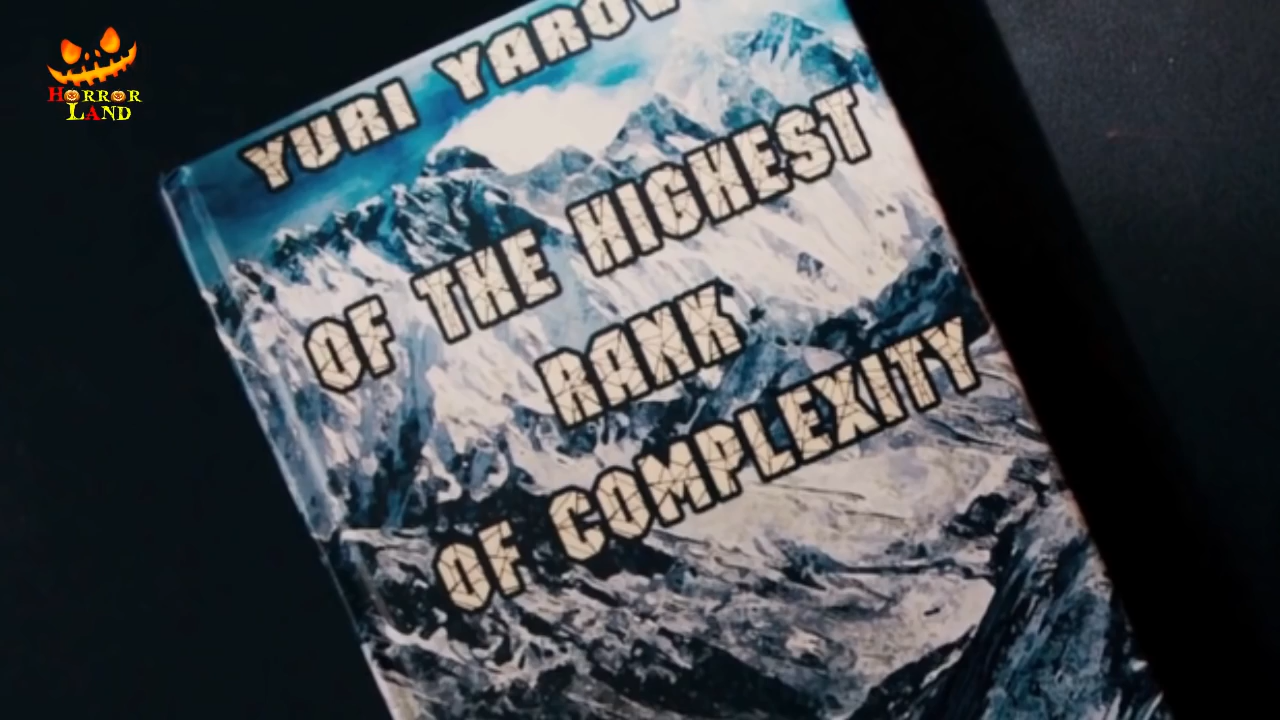 HORROR
LAND
YURI YAROV
OF THE HIGHEST
RANK
OF COMPLEXITY